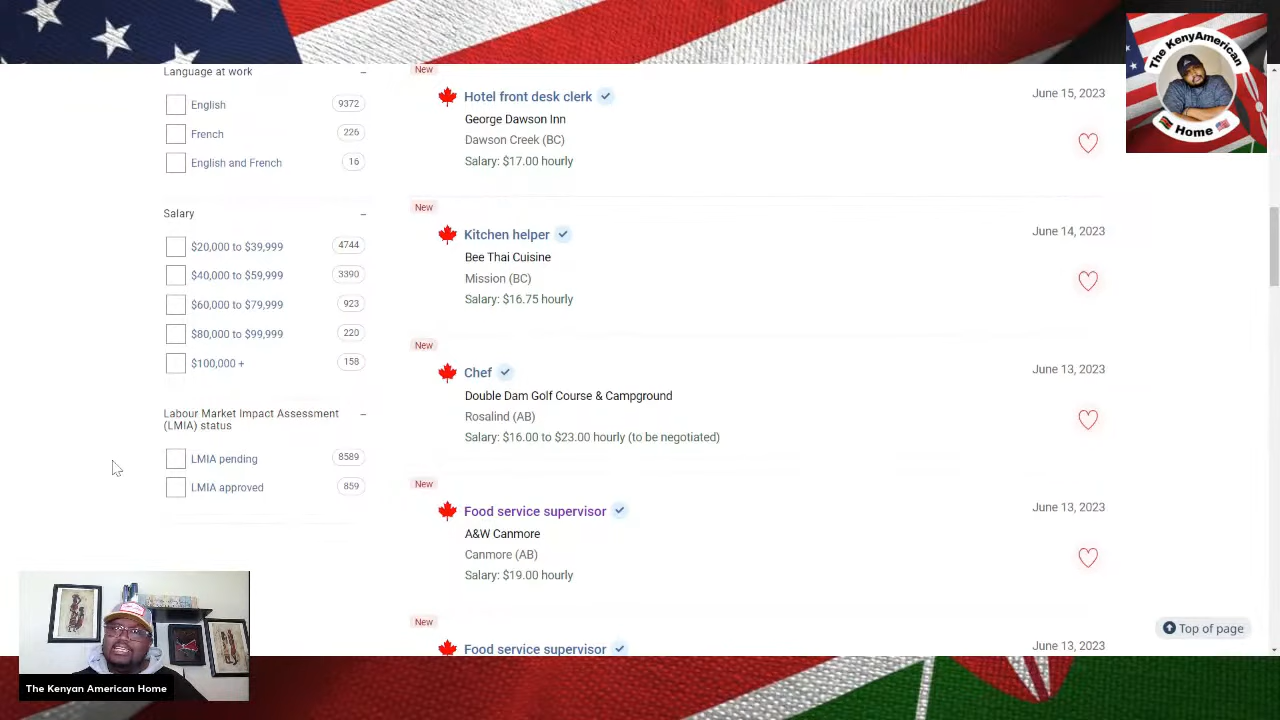 Language at work –
English 9372
French 226
English and French 16
Salary –
$20,000 to $39,999 4744
$40,000 to $59,999 3390
$60,000 to $79,999 923
$80,000 to $99,999 220
$100,000 + 158
Labour Market Impact Assessment –
(LMIA) status
LMIA pending 8589
LMIA approved 859
New
Hotel front desk clerk
June 15, 2023
George Dawson Inn
Dawson Creek (BC)
Salary: $17.00 hourly
New
Kitchen helper
June 14, 2023
Bee Thai Cuisine
Mission (BC)
Salary: $16.75 hourly
New
Chef
June 13, 2023
Double Dam Golf Course & Campground
Rosalind (AB)
Salary: $16.00 to $23.00 hourly (to be negotiated)
New
Food service supervisor
June 13, 2023
A&W Canmore
Canmore (AB)
Salary: $19.00 hourly
New
Food service supervisor
June 13, 2023
Top of page
The KenyAmerican
Home
The Kenyan American Home